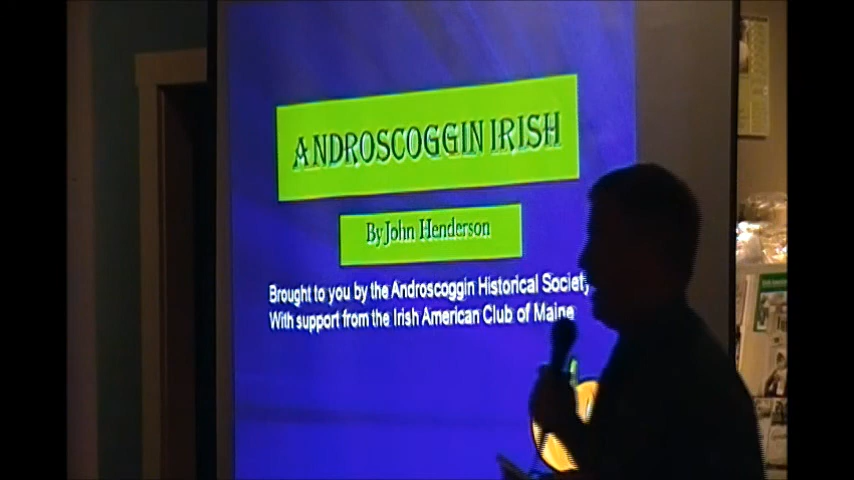 ANDROSCOGGIN IRISH
By John Henderson
Brought to you by the Androscoggin Historical Society
With support from the Irish American Club of Maine